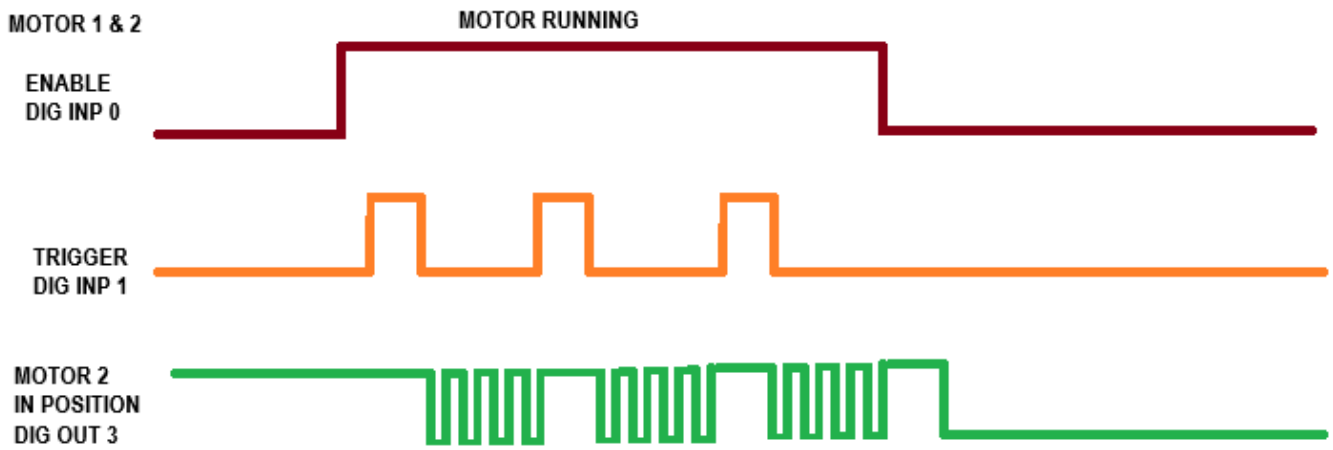 MOTOR 1 & 2
MOTOR RUNNING
ENABLE
DIG INP 0
TRIGGER
DIG INP 1
MOTOR 2
IN POSITION
DIG OUT 3